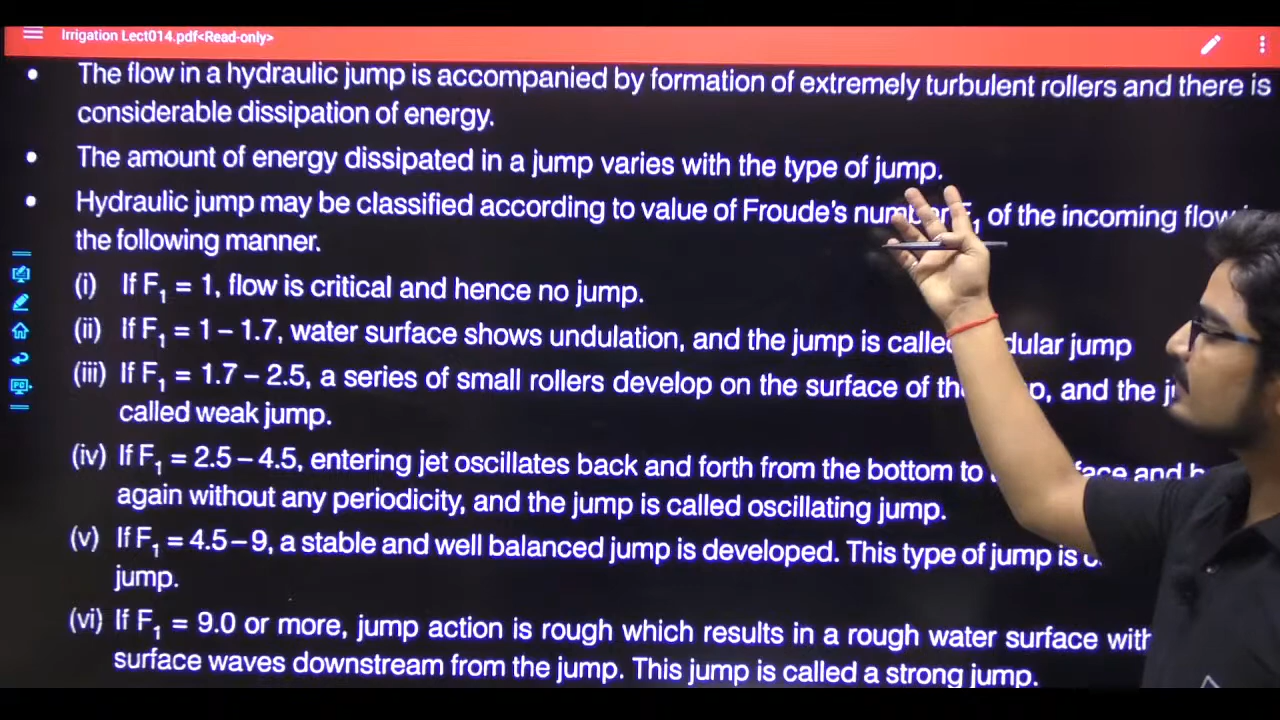 Irrigation Lect014.pdf<Read-only>
• The flow in a hydraulic jump is accompanied by formation of extremely turbulent rollers and there is
considerable dissipation of energy.
• The amount of energy dissipated in a jump varies with the type of jump.
• Hydraulic jump may be classified according to value of Froude's number F1 of the incoming flow
the following manner.
(i) If F1 = 1, flow is critical and hence no jump.
(ii) If F1 = 1 – 1.7, water surface shows undulation, and the jump is called dular jump
(iii) If F1 = 1.7 – 2.5, a series of small rollers develop on the surface of the and the
called weak jump.
(iv) If F1 = 2.5 – 4.5, entering jet oscillates back and forth from the bottom to face and
again without any periodicity, and the jump is called oscillating jump.
(v) If F1 = 4.5 – 9, a stable and well balanced jump is developed. This type of jump is
jump.
(vi) If F1 = 9.0 or more, jump action is rough which results in a rough water surface with
surface waves downstream from the jump. This jump is called a strong jump.
PC